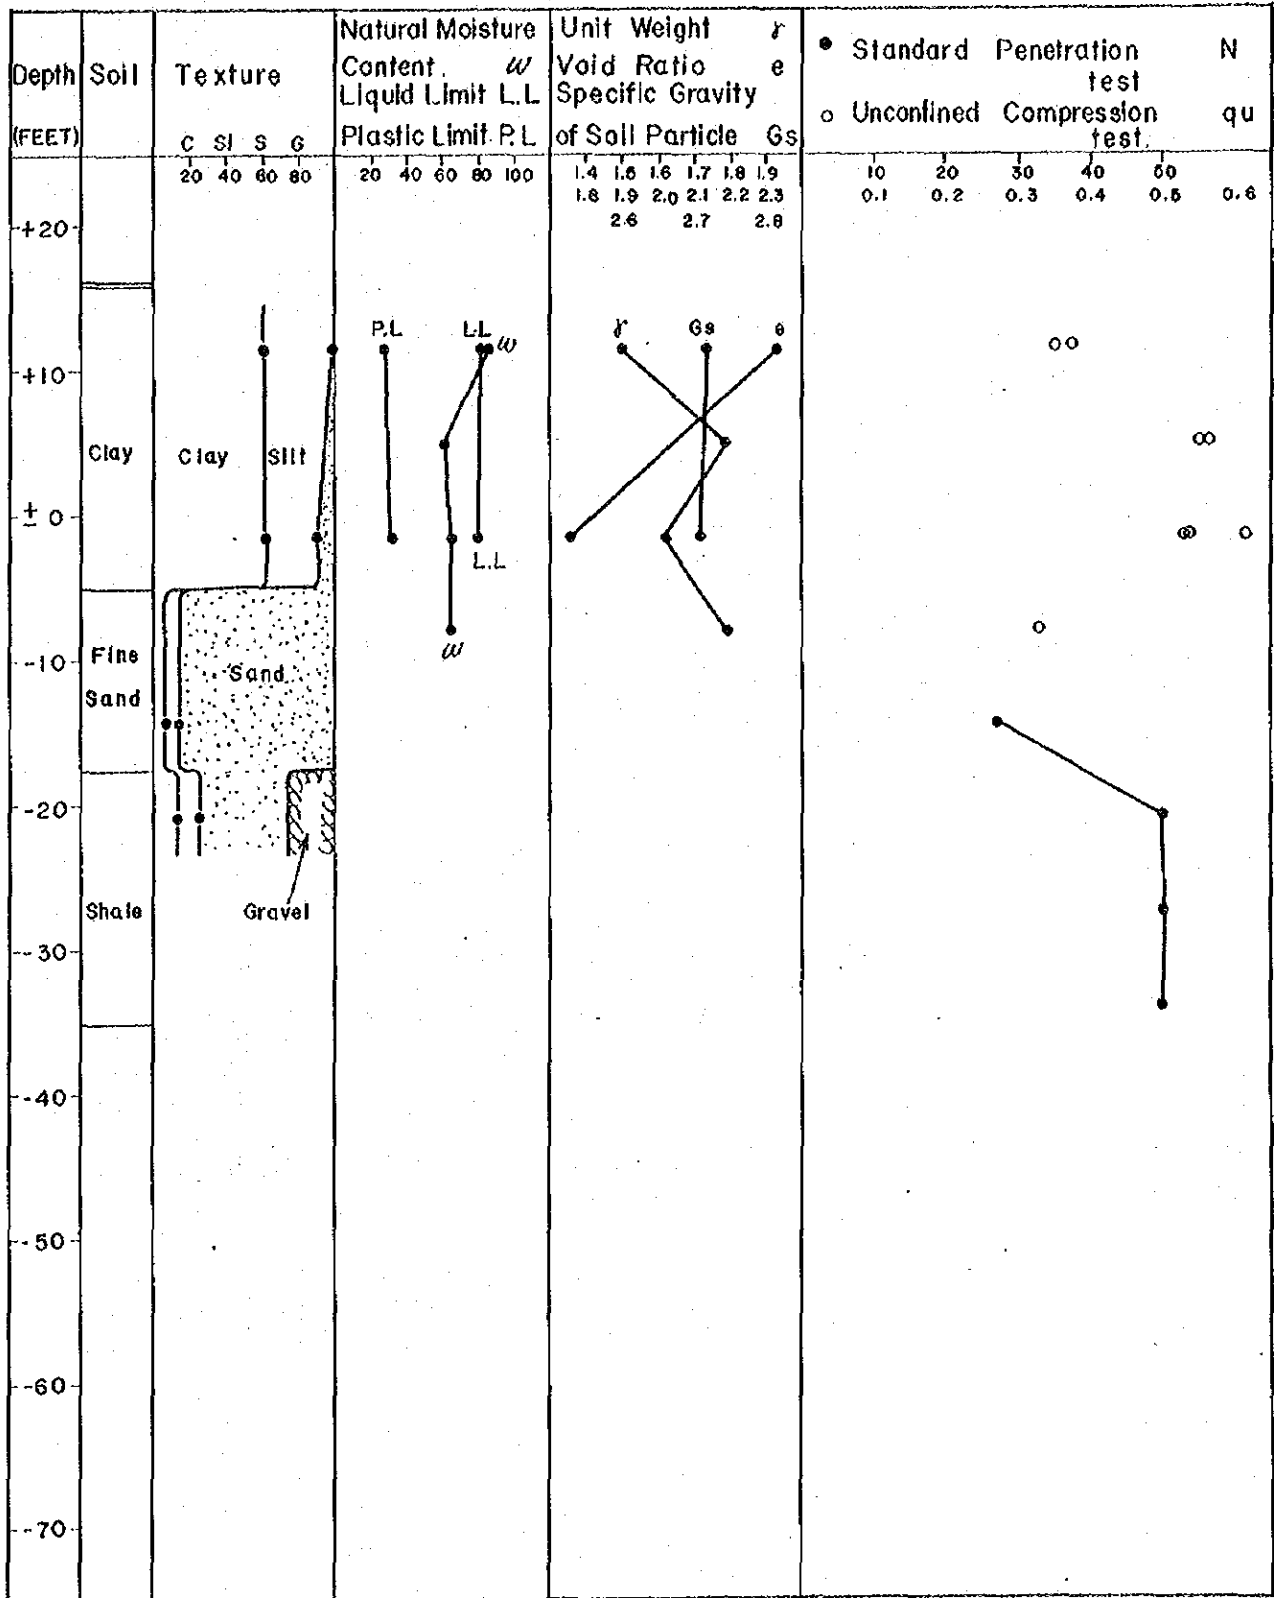 Depth
(FEET)
Soil
Texture
C SI S G
20 40 60 80
Natural Moisture
Content. w
Liquid Limit L.L
Plastic Limit P.L
20 40 60 80 100
Unit Weight γ
Void Ratio e
Specific Gravity
of Soil Particle Gs
1.4 1.5 1.6 1.7 1.8 1.9
1.8 1.9 2.0 2.1 2.2 2.3
2.6 2.7 2.8
● Standard Penetration N
test
○ Unconfined Compression qu
test.
10 20 30 40 50
0.1 0.2 0.3 0.4 0.5 0.6
+20
P.L
L.L
w
γ
Gs
e
+10
Clay
Clay
Silt
± 0
L.L
w
Fine
Sand
-10
Sand
-20
Shale
Gravel
-30
-40
-50
-60
-70